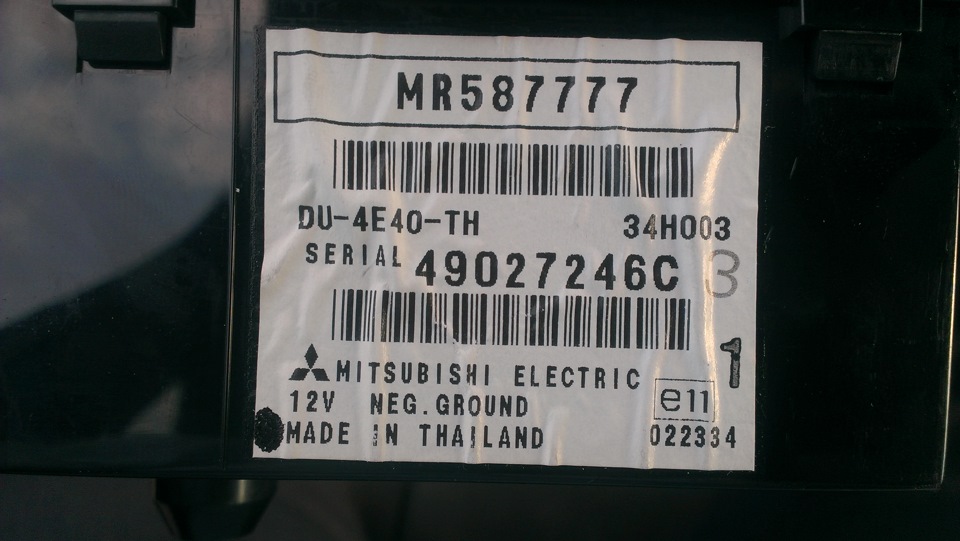 MR587777
DU-4E40-TH 34H003
SERIAL 49027246C 3
1
MITSUBISHI ELECTRIC
12V NEG.GROUND e11
MADE IN THAILAND 022334